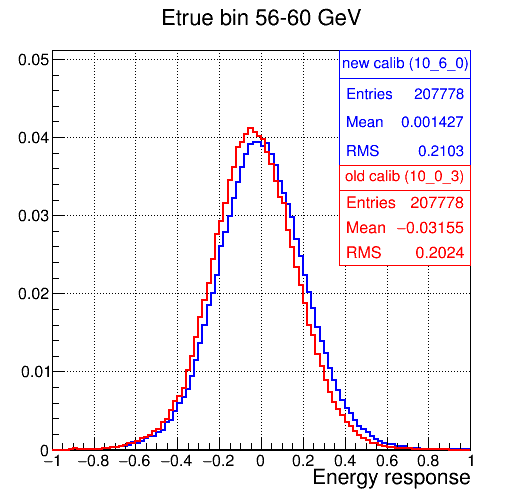 Etrue bin 56-60 GeV
new calib (10_6_0)
Entries 207778
Mean 0.001427
RMS 0.2103
old calib (10_0_3)
Entries 207778
Mean −0.03155
RMS 0.2024
0.05
0.04
0.03
0.02
0.01
0
−1 −0.8 −0.6 −0.4 −0.2 0 0.2 0.4 0.6 0.8 1
Energy response